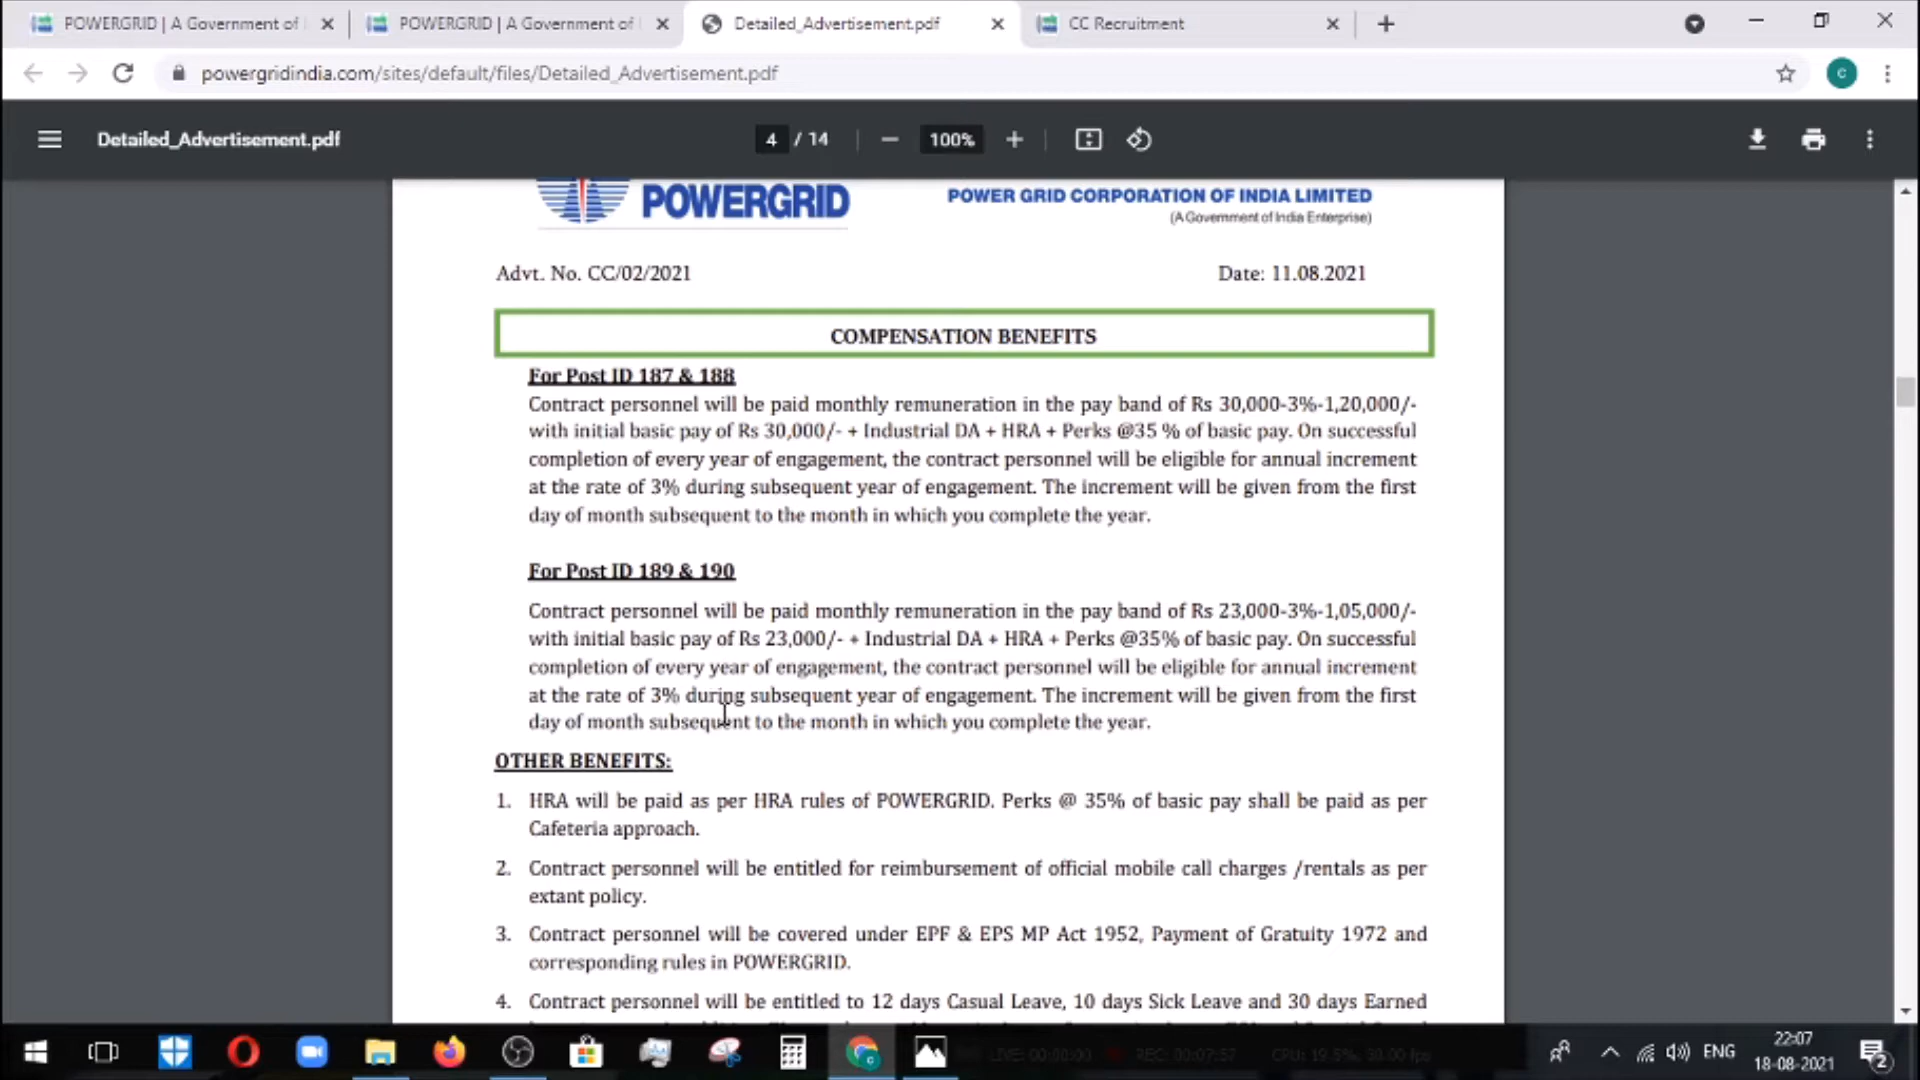 POWERGRID | A Government of
POWERGRID | A Government of
Detailed_Advertisement.pdf
CC Recruitment
powergridindia.com/sites/default/files/Detailed_Advertisement.pdf
C
Detailed_Advertisement.pdf
4 / 14
100%
POWERGRID
POWER GRID CORPORATION OF INDIA LIMITED
(A Government of India Enterprise)
Advt. No. CC/02/2021
Date: 11.08.2021
COMPENSATION BENEFITS
For Post ID 187 & 188
Contract personnel will be paid monthly remuneration in the pay band of Rs 30,000-3%-1,20,000/-
with initial basic pay of Rs 30,000/- + Industrial DA + HRA + Perks @35 % of basic pay. On successful
completion of every year of engagement, the contract personnel will be eligible for annual increment
at the rate of 3% during subsequent year of engagement. The increment will be given from the first
day of month subsequent to the month in which you complete the year.
For Post ID 189 & 190
Contract personnel will be paid monthly remuneration in the pay band of Rs 23,000-3%-1,05,000/-
with initial basic pay of Rs 23,000/- + Industrial DA + HRA + Perks @35% of basic pay. On successful
completion of every year of engagement, the contract personnel will be eligible for annual increment
at the rate of 3% during subsequent year of engagement. The increment will be given from the first
day of month subsequent to the month in which you complete the year.
OTHER BENEFITS:
1. HRA will be paid as per HRA rules of POWERGRID. Perks @ 35% of basic pay shall be paid as per
Cafeteria approach.
2. Contract personnel will be entitled for reimbursement of official mobile call charges /rentals as per
extant policy.
3. Contract personnel will be covered under EPF & EPS MP Act 1952, Payment of Gratuity 1972 and
corresponding rules in POWERGRID.
4. Contract personnel will be entitled to 12 days Casual Leave, 10 days Sick Leave and 30 days Earned
LIVE: 00:00:00 REC: 00:07:57 CPU: 19.5%, 30.00 fps
ENG
22:07
18-08-2021
2